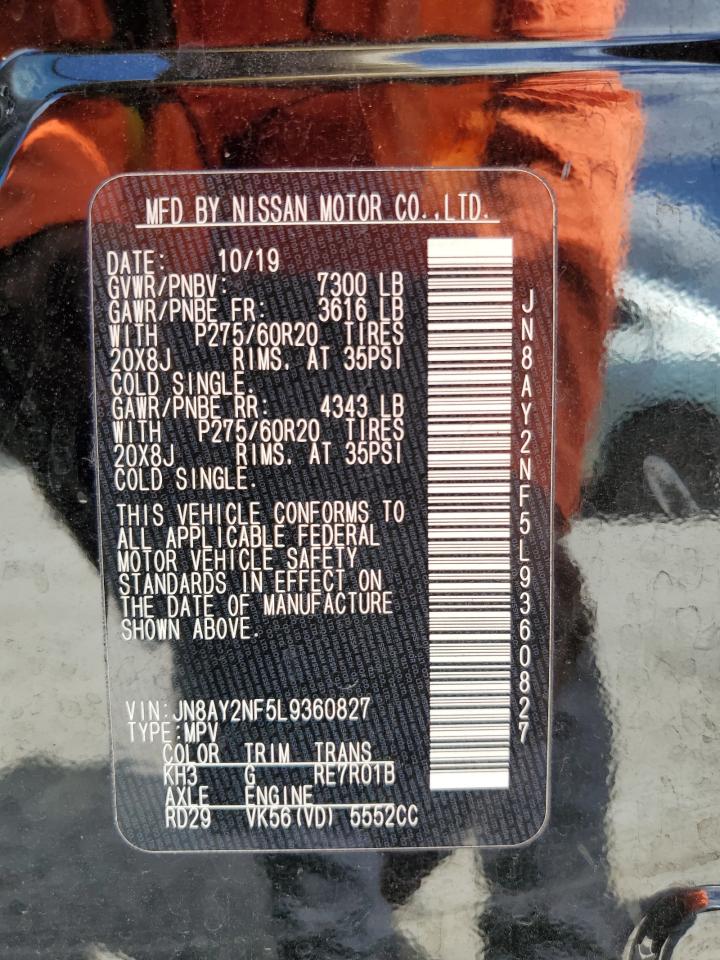 MFD BY NISSAN MOTOR CO.,LTD.
DATE: 10/19
GVWR/PNBV: 7300 LB
GAWR/PNBE FR: 3616 LB
WITH P275/60R20 TIRES
20X8J RIMS. AT 35PSI
COLD SINGLE.
GAWR/PNBE RR: 4343 LB
WITH P275/60R20 TIRES
20X8J RIMS. AT 35PSI
COLD SINGLE.
THIS VEHICLE CONFORMS TO
ALL APPLICABLE FEDERAL
MOTOR VEHICLE SAFETY
STANDARDS IN EFFECT ON
THE DATE OF MANUFACTURE
SHOWN ABOVE.
VIN:JN8AY2NF5L9360827
TYPE:MPV
COLOR TRIM TRANS
KH3 G RE7R01B
AXLE ENGINE
RD29 VK56(VD) 5552CC
JN8AY2NF5L9360827